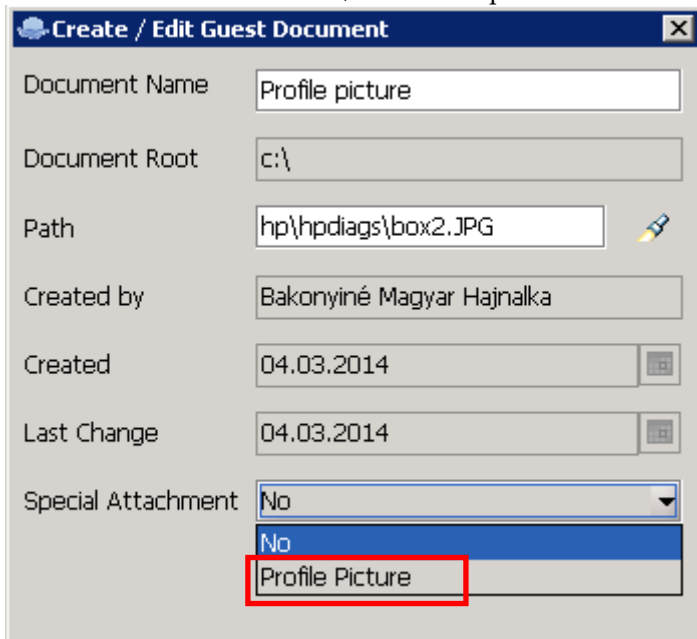 Create / Edit Guest Document
Document Name Profile picture
Document Root c:\
Path hp\hpdiags\box2.JPG
Created by Bakonyiné Magyar Hajnalka
Created 04.03.2014
Last Change 04.03.2014
Special Attachment No
No
Profile Picture